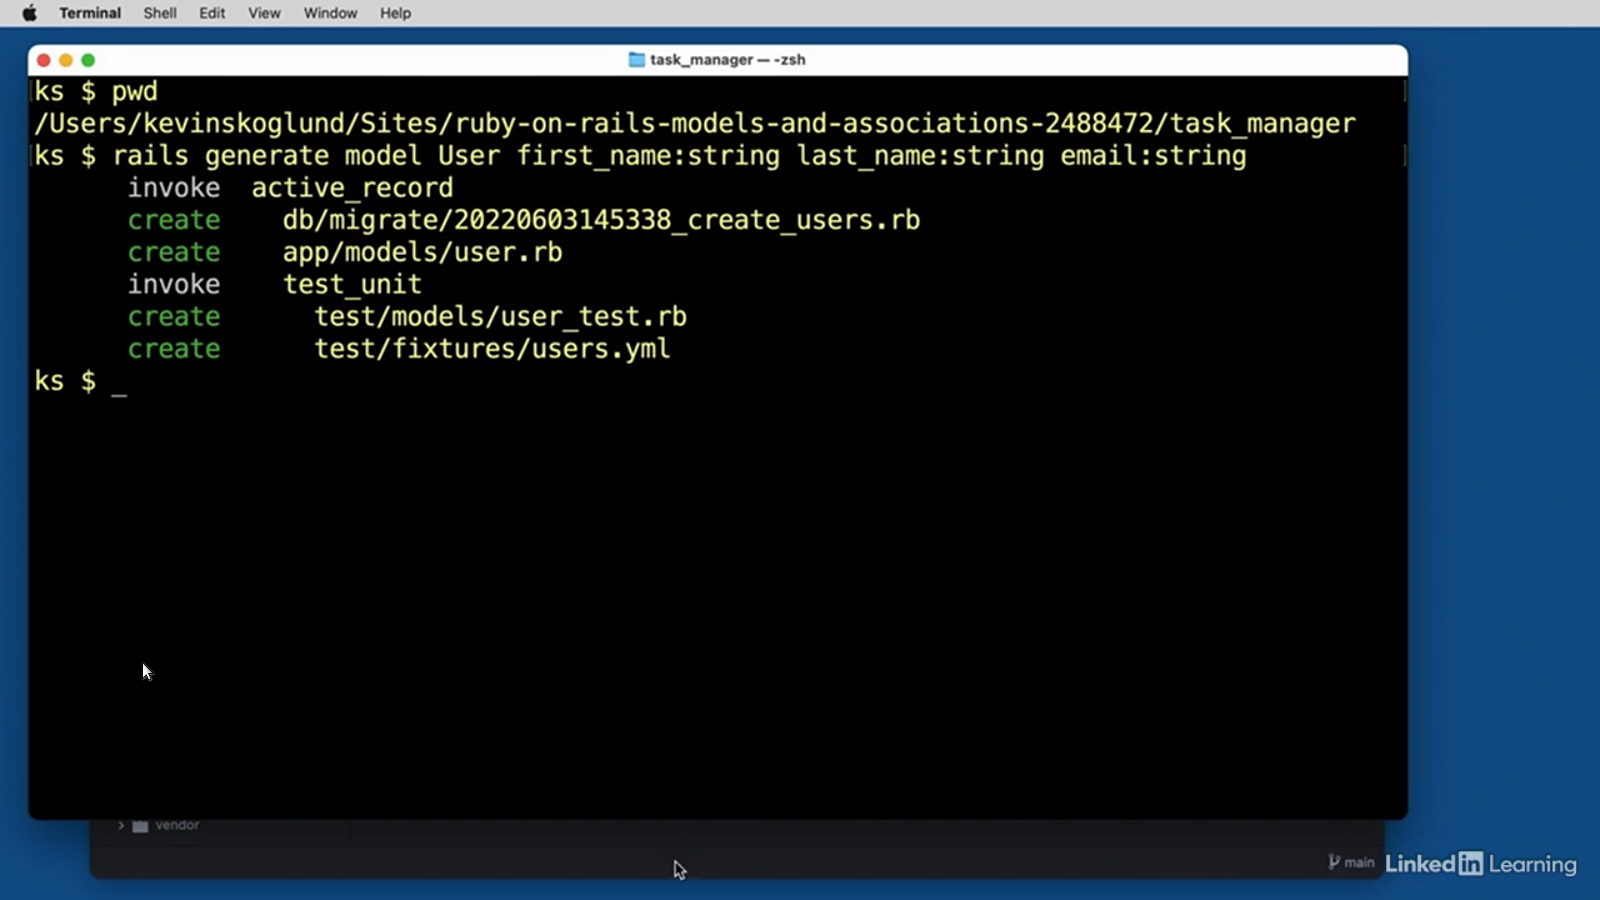 Terminal Shell Edit View Window Help
task_manager — -zsh
ks $ pwd
/Users/kevinskoglund/Sites/ruby-on-rails-models-and-associations-2488472/task_manager
ks $ rails generate model User first_name:string last_name:string email:string
invoke active_record
create db/migrate/20220603145338_create_users.rb
create app/models/user.rb
invoke test_unit
create test/models/user_test.rb
create test/fixtures/users.yml
ks $ _
vendor
main
LinkedIn Learning